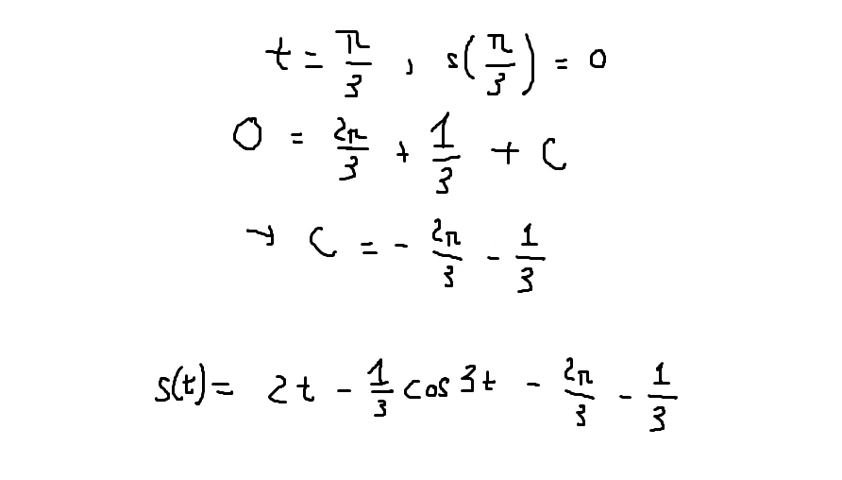 t = π/3 , s(π/3) = 0
0 = 2π/3 + 1/3 + C
→ C = - 2π/3 - 1/3
s(t) = 2t - 1/3 cos 3t - 2π/3 - 1/3